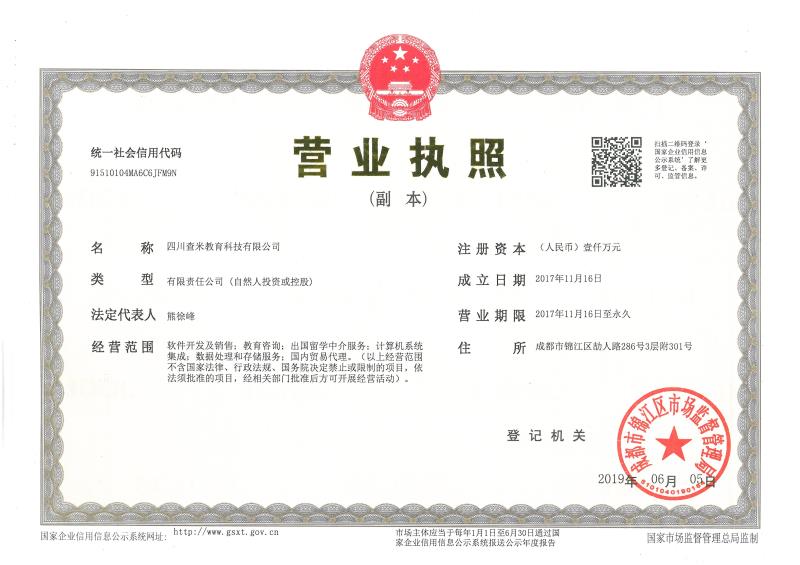 营业执照
(副 本)
统一社会信用代码
91510104MA6C6JFM9N
扫描二维码登录‘
国家企业信用信息
公示系统’了解更
多登记、备案、许
可、监管信息。
名 称 四川查米教育科技有限公司
类 型 有限责任公司(自然人投资或控股)
法定代表人 熊徐峰
经营范围 软件开发及销售；教育咨询；出国留学中介服务；计算机系统
集成；数据处理和存储服务；国内贸易代理。（以上经营范围
不含国家法律、行政法规、国务院决定禁止或限制的项目，依
法须批准的项目，经相关部门批准后方可开展经营活动）。
注册资本 （人民币）壹仟万元
成立日期 2017年11月16日
营业期限 2017年11月16日至永久
住 所 成都市锦江区劼人路286号3层附301号
登记机关
成都市锦江区市场监督管理局
2019年 06月 05日
国家企业信用信息公示系统网址: http://www.gsxt.gov.cn
市场主体应当于每年1月1日至6月30日通过国
家企业信用信息公示系统报送公示年度报告
国家市场监督管理总局监制